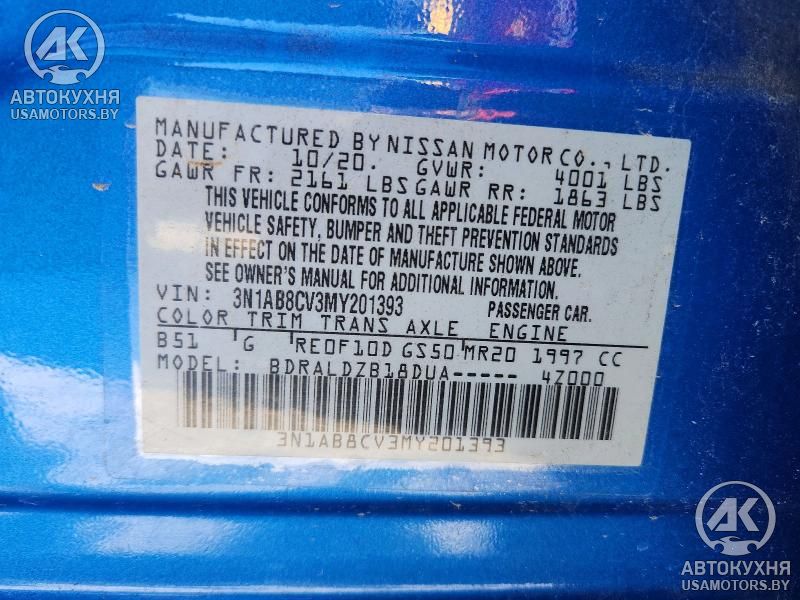 AK
АВТОКУХНЯ
USAMOTORS.BY
MANUFACTURED BY NISSAN MOTOR CO., LTD.
DATE: 10/20. GVWR: 4001 LBS
GAWR FR: 2161 LBS GAWR RR: 1863 LBS
THIS VEHICLE CONFORMS TO ALL APPLICABLE FEDERAL MOTOR
VEHICLE SAFETY, BUMPER AND THEFT PREVENTION STANDARDS
IN EFFECT ON THE DATE OF MANUFACTURE SHOWN ABOVE.
SEE OWNER'S MANUAL FOR ADDITIONAL INFORMATION.
VIN: 3N1AB8CV3MY201393 PASSENGER CAR.
COLOR TRIM TRANS AXLE ENGINE
B51 G RE0F10D GS50 MR20 1997 CC
MODEL: BDRALDZB18DUA----- 4Z000
3N1AB8CV3MY201393
AK
АВТОКУХНЯ
USAMOTORS.BY